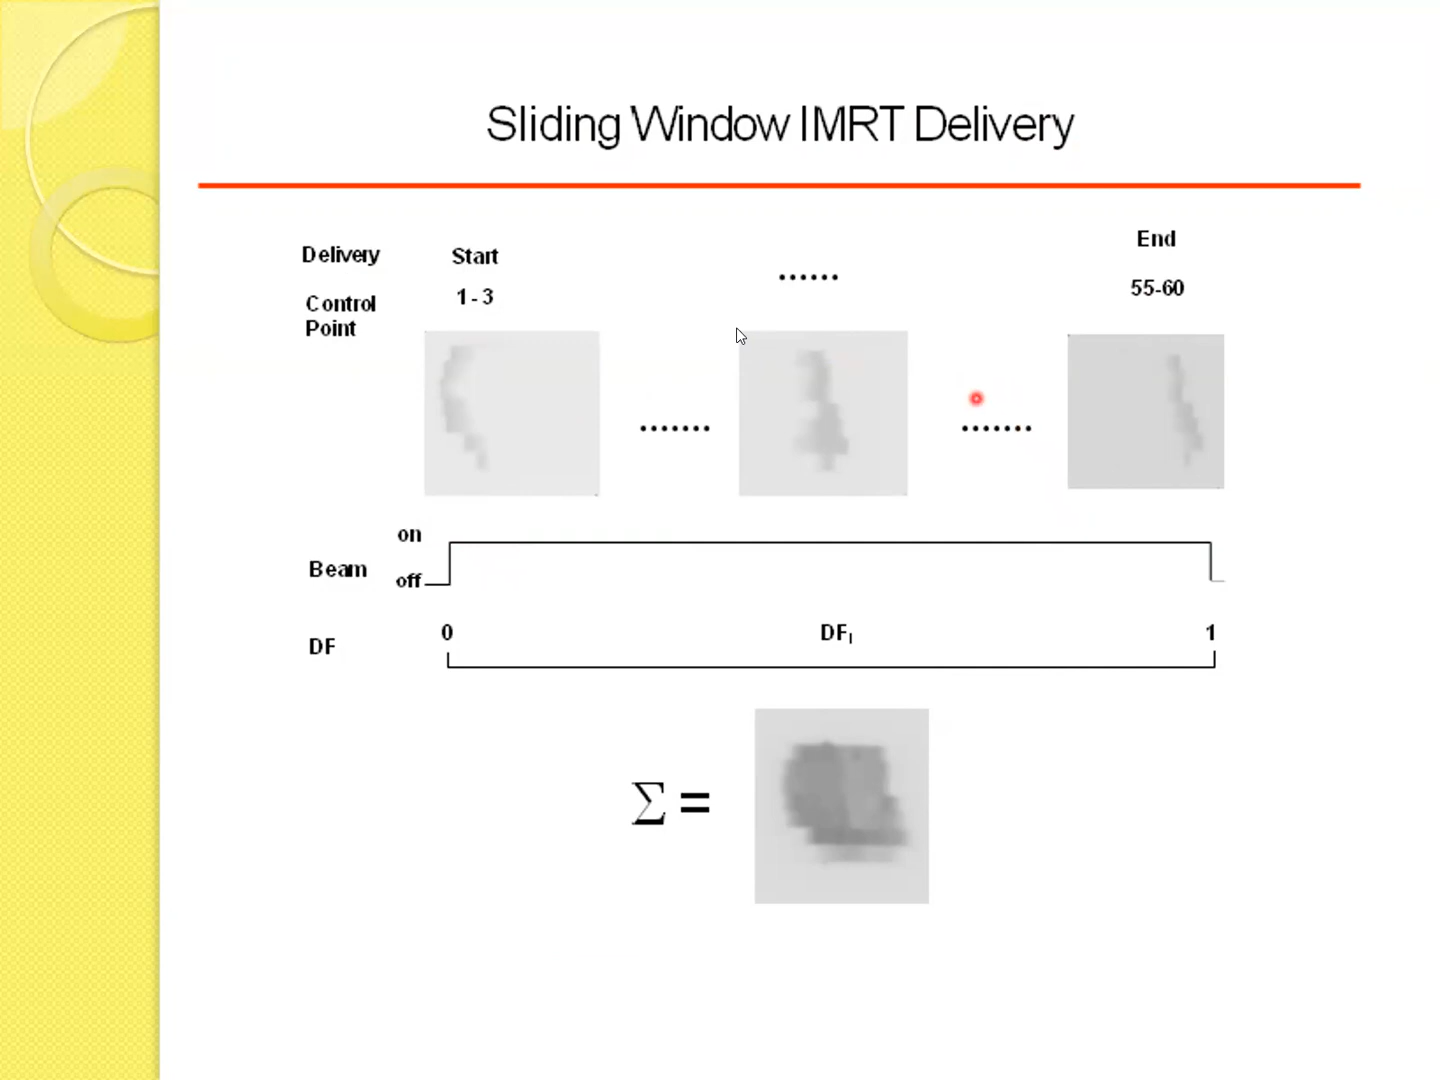 Sliding Window IMRT Delivery
Delivery Start ...... End
Control Point 1 - 3 55-60
....... .......
on
Beam
off
DF 0 DFI 1
∑ =